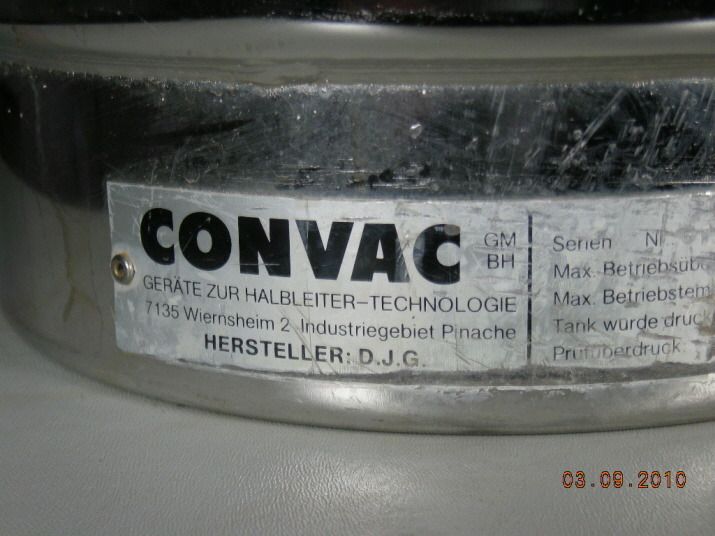 CONVAC GM
BH
GERÄTE ZUR HALBLEITER-TECHNOLOGIE
7135 Wiernsheim 2 Industriegebiet Pinache
HERSTELLER: D.J.G.
Serien
Max. Betriebsüb
Max. Betriebstem
Tank wurde druck
Prüfüberdruck
03.09.2010